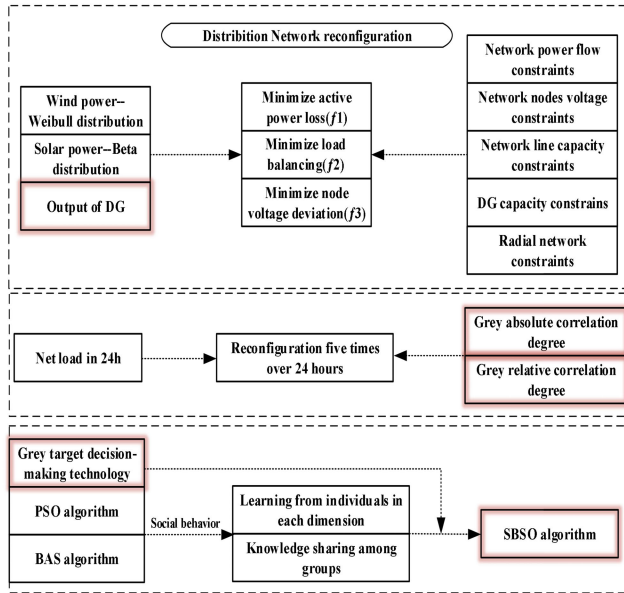 Distribition Network reconfiguration
Wind power--
Weibull distribution
Solar power--Beta
distribution
Output of DG
Minimize active
power loss(f1)
Minimize load
balancing(f2)
Minimize node
voltage deviation(f3)
Network power flow
constraints
Network nodes voltage
constraints
Network line capacity
constraints
DG capacity constrains
Radial network
constraints
Net load in 24h
Reconfiguration five times
over 24 hours
Grey absolute correlation
degree
Grey relative correlation
degree
Grey target decision-
making technology
PSO algorithm
BAS algorithm
Social behavior
Learning from individuals in
each dimension
Knowledge sharing among
groups
SBSO algorithm